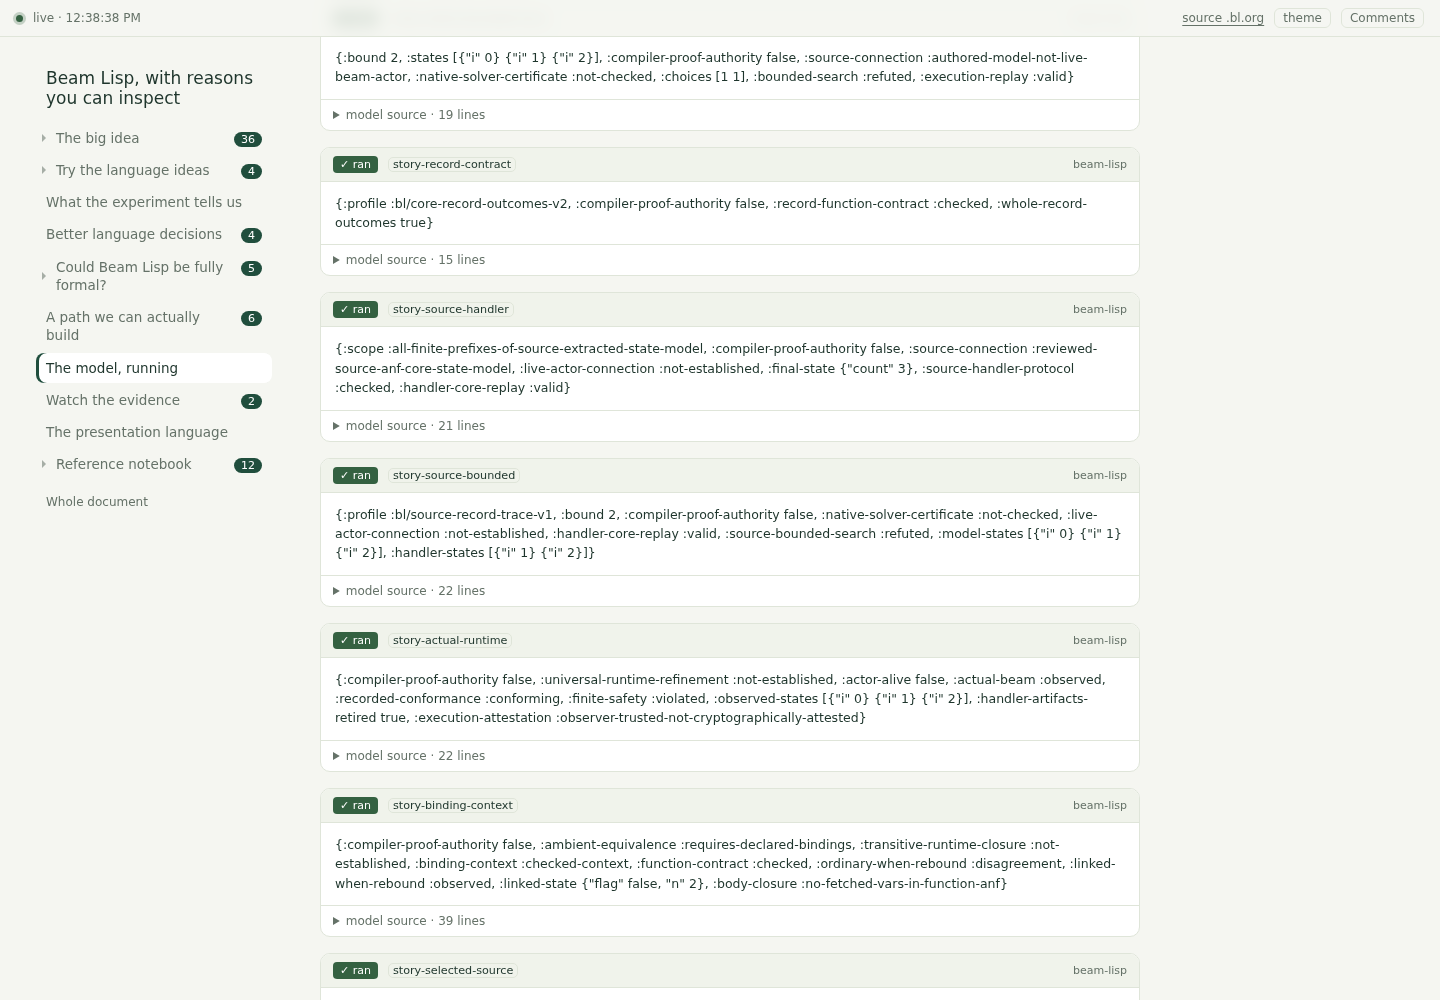 live · 12:38:38 PM
source .bl.org
theme
Comments
Beam Lisp, with reasons
you can inspect
The big idea 36
Try the language ideas 4
What the experiment tells us
Better language decisions 4
Could Beam Lisp be fully 5
formal?
A path we can actually 6
build
The model, running
Watch the evidence 2
The presentation language
Reference notebook 12
Whole document
{:bound 2, :states [{"i" 0} {"i" 1} {"i" 2}], :compiler-proof-authority false, :source-connection :authored-model-not-live-
beam-actor, :native-solver-certificate :not-checked, :choices [1 1], :bounded-search :refuted, :execution-replay :valid}
model source · 19 lines
✓ ran story-record-contract beam-lisp
{:profile :bl/core-record-outcomes-v2, :compiler-proof-authority false, :record-function-contract :checked, :whole-record-
outcomes true}
model source · 15 lines
✓ ran story-source-handler beam-lisp
{:scope :all-finite-prefixes-of-source-extracted-state-model, :compiler-proof-authority false, :source-connection :reviewed-
source-anf-core-state-model, :live-actor-connection :not-established, :final-state {"count" 3}, :source-handler-protocol
:checked, :handler-core-replay :valid}
model source · 21 lines
✓ ran story-source-bounded beam-lisp
{:profile :bl/source-record-trace-v1, :bound 2, :compiler-proof-authority false, :native-solver-certificate :not-checked, :live-
actor-connection :not-established, :handler-core-replay :valid, :source-bounded-search :refuted, :model-states [{"i" 0} {"i" 1}
{"i" 2}], :handler-states [{"i" 1} {"i" 2}]}
model source · 22 lines
✓ ran story-actual-runtime beam-lisp
{:compiler-proof-authority false, :universal-runtime-refinement :not-established, :actor-alive false, :actual-beam :observed,
:recorded-conformance :conforming, :finite-safety :violated, :observed-states [{"i" 0} {"i" 1} {"i" 2}], :handler-artifacts-
retired true, :execution-attestation :observer-trusted-not-cryptographically-attested}
model source · 22 lines
✓ ran story-binding-context beam-lisp
{:compiler-proof-authority false, :ambient-equivalence :requires-declared-bindings, :transitive-runtime-closure :not-
established, :binding-context :checked-context, :function-contract :checked, :ordinary-when-rebound :disagreement, :linked-
when-rebound :observed, :linked-state {"flag" false, "n" 2}, :body-closure :no-fetched-vars-in-function-anf}
model source · 39 lines
✓ ran story-selected-source beam-lisp